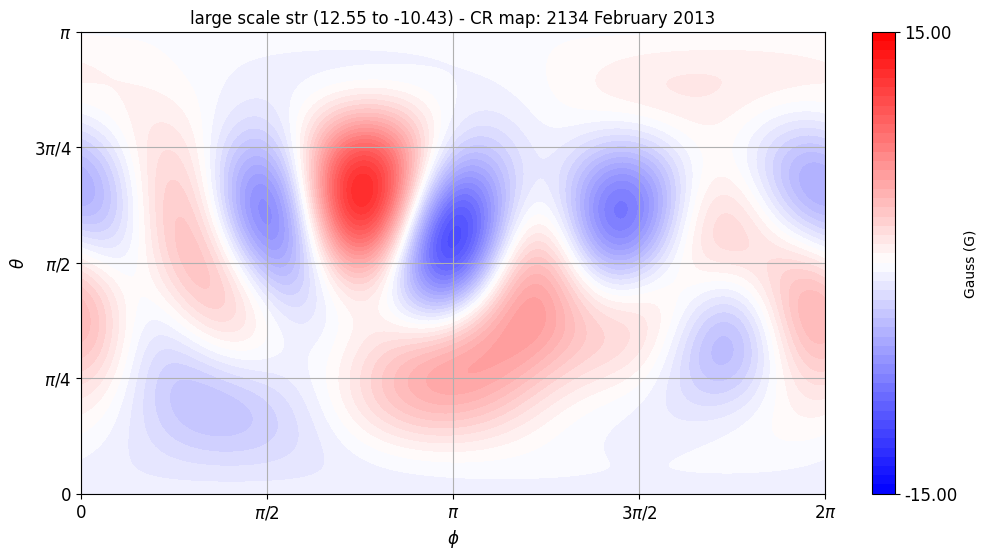 large scale str (12.55 to -10.43) - CR map: 2134 February 2013
π
3π/4
π/2
π/4
0
θ
0
π/2
π
3π/2
2π
ϕ
15.00
-15.00
Gauss (G)